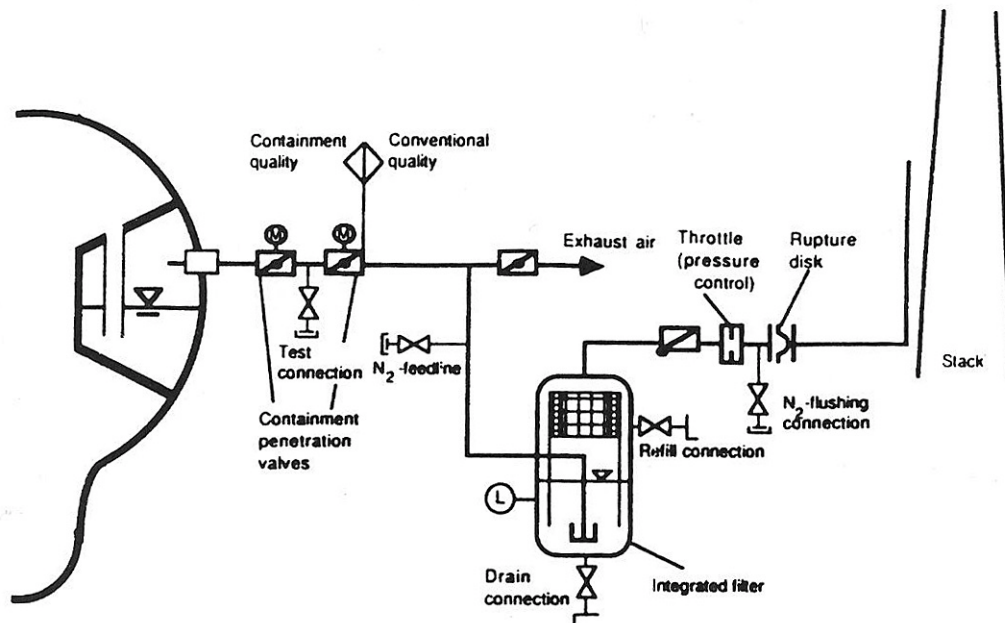 Containment
quality
Conventional
quality
M
M
Exhaust air
Throttle
(pressure
control)
Rupture
disk
Test
connection
N₂-feedline
Containment
penetration
valves
Stack
N₂-flushing
connection
Refill connection
L
Drain
connection
Integrated filter